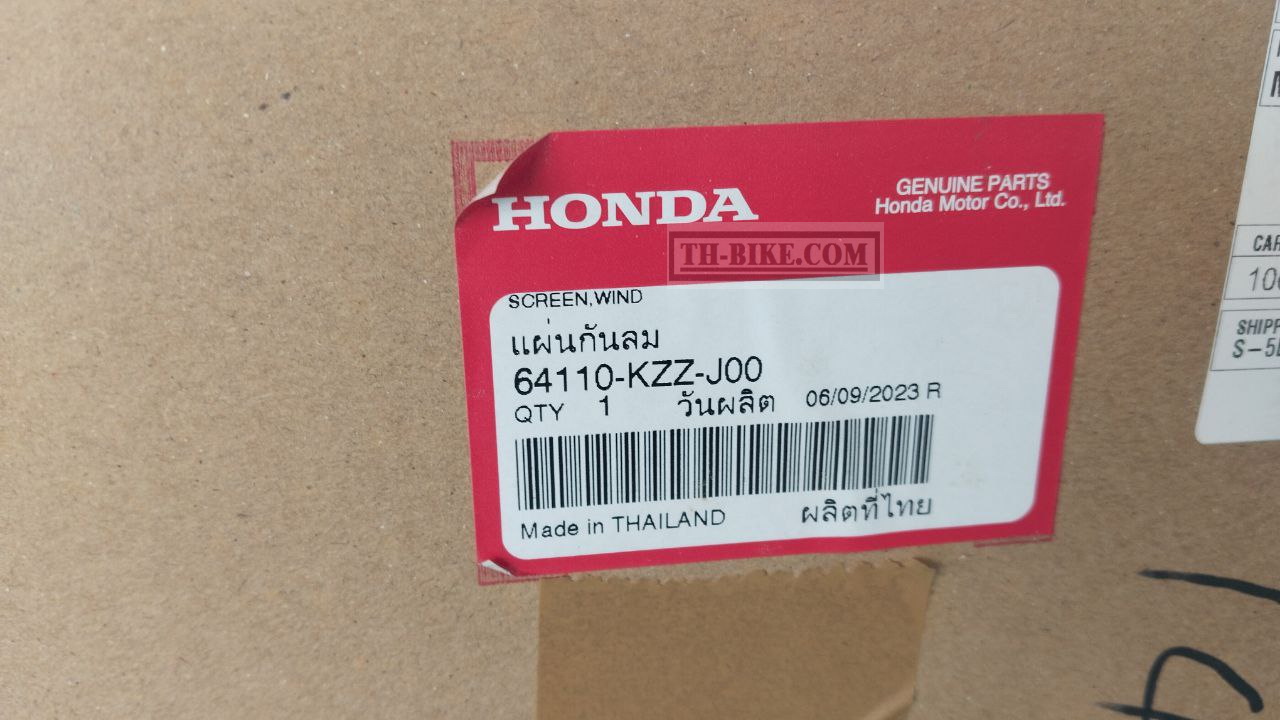 HONDA
GENUINE PARTS
Honda Motor Co., Ltd.
TH-BIKE.COM
SCREEN,WIND
แผ่นกันลม
64110-KZZ-J00
QTY 1 วันผลิต 06/09/2023 R
Made in THAILAND ผลิตที่ไทย